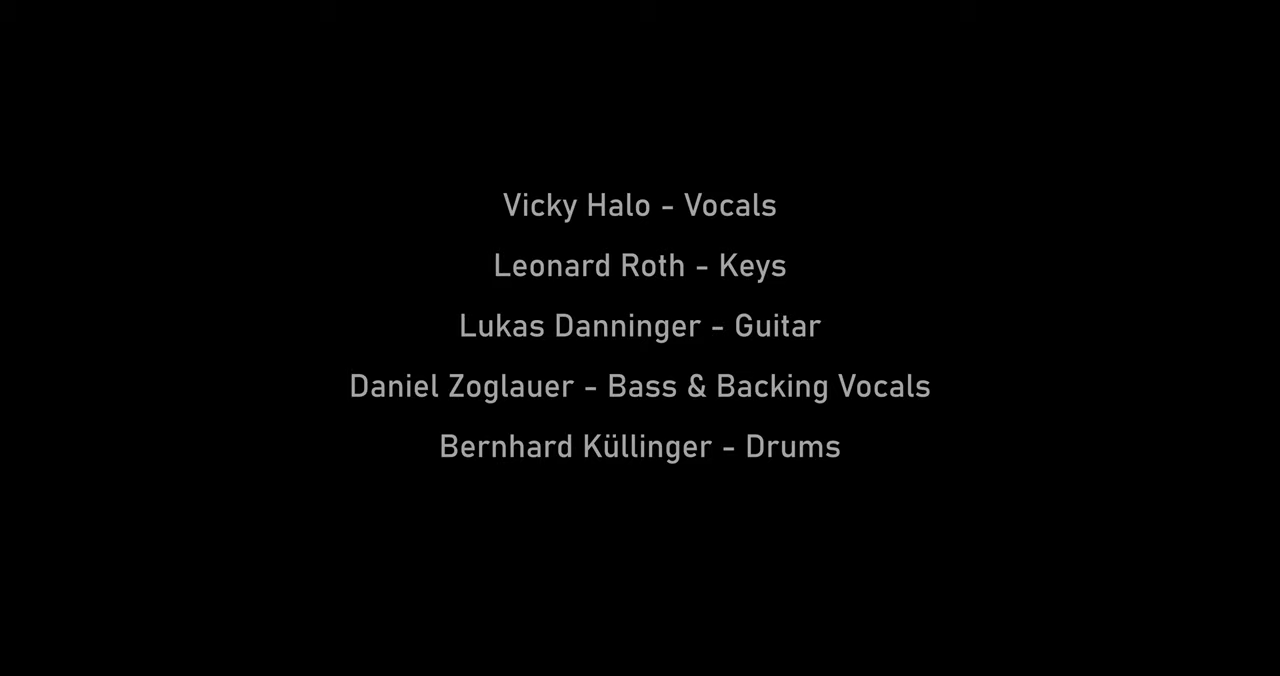 Vicky Halo - Vocals
Leonard Roth - Keys
Lukas Danninger - Guitar
Daniel Zoglauer - Bass & Backing Vocals
Bernhard Küllinger - Drums